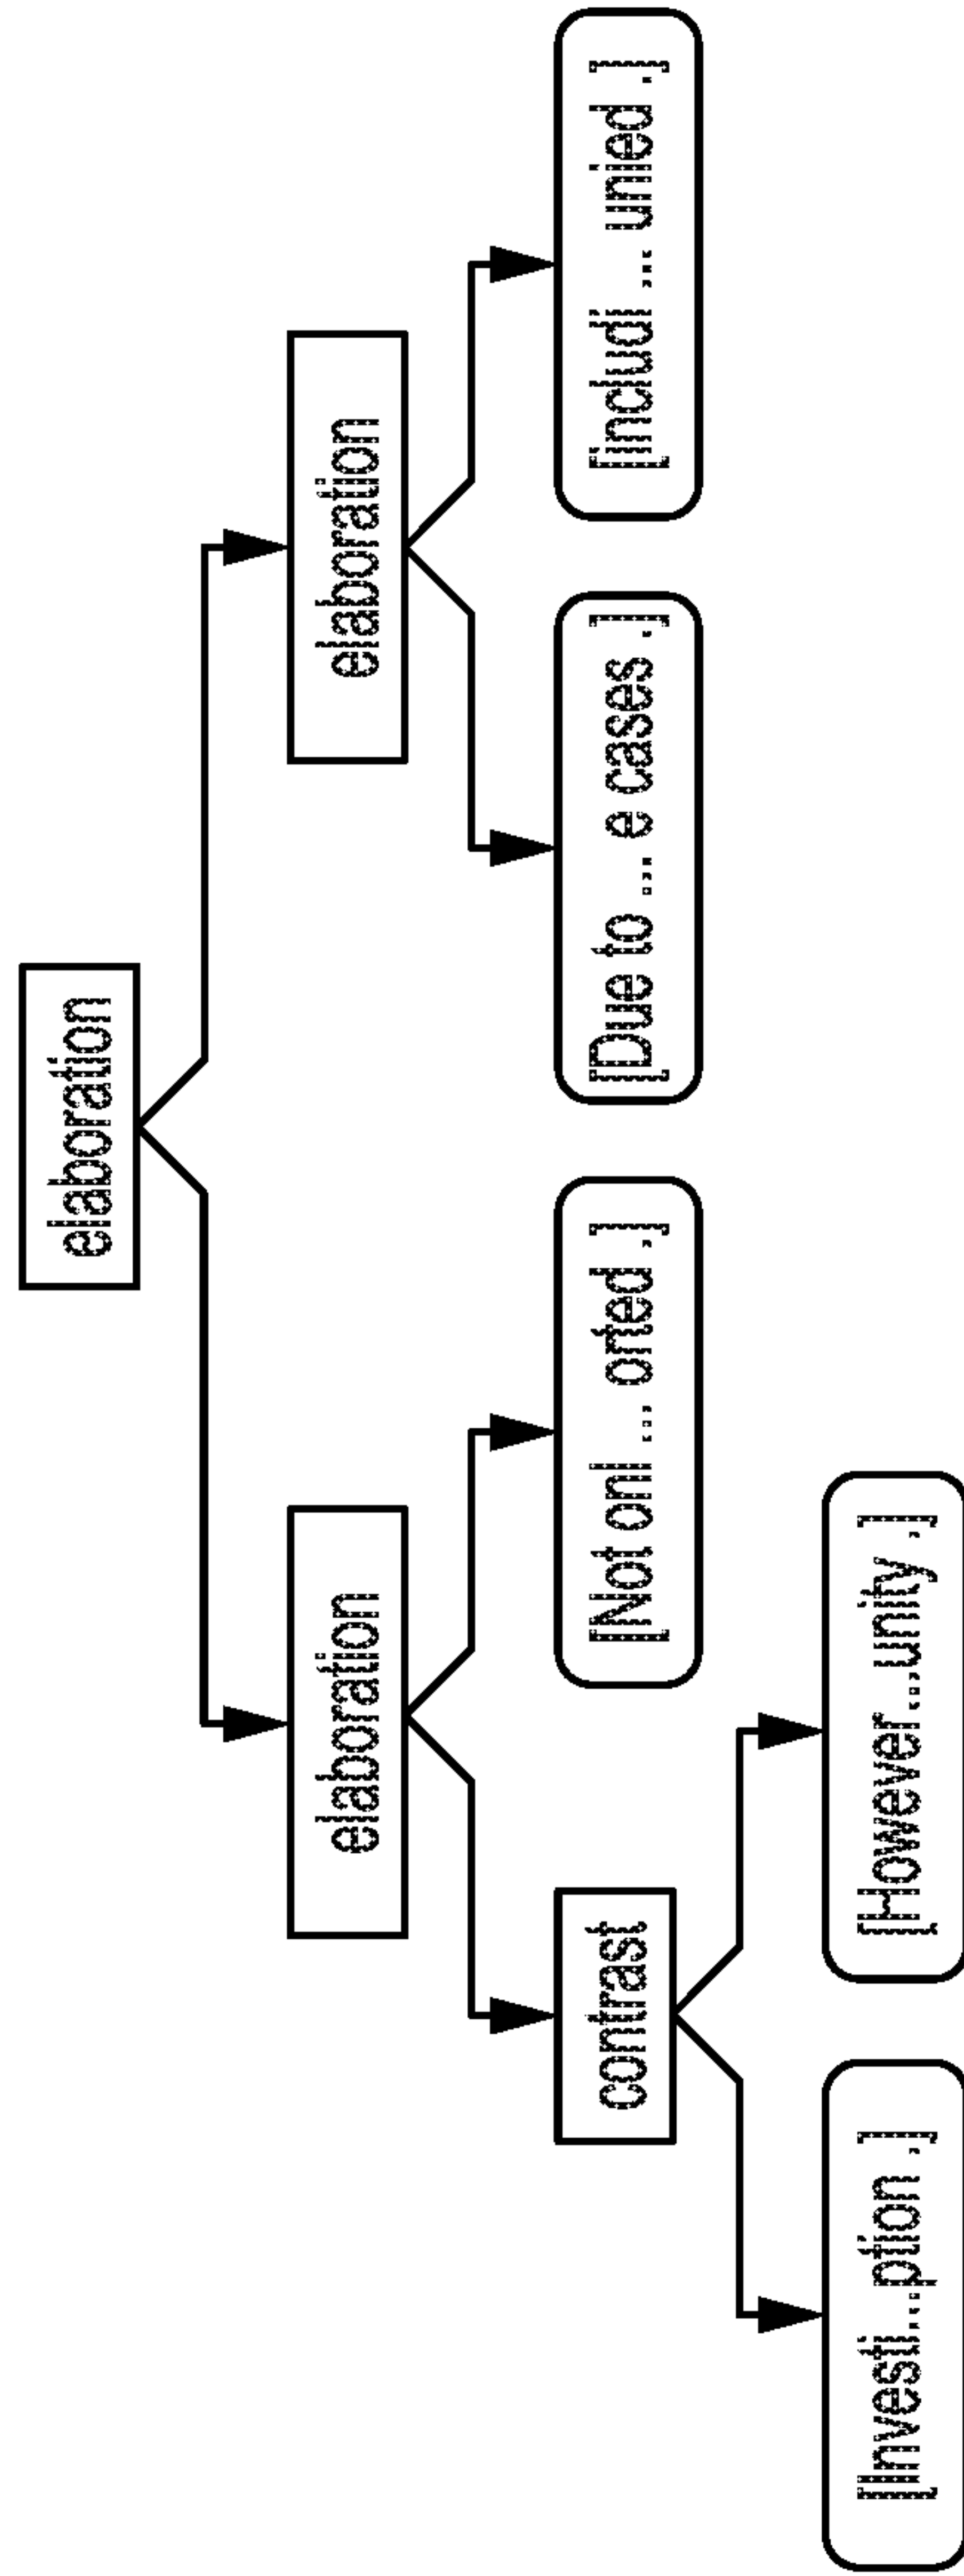 elaboration
elaboration
elaboration
contrast
[Not onl ... orted ,]
[Due to ... e cases .]
[includi ... unied .]
[Investi....ption ,]
[However...unity ,]